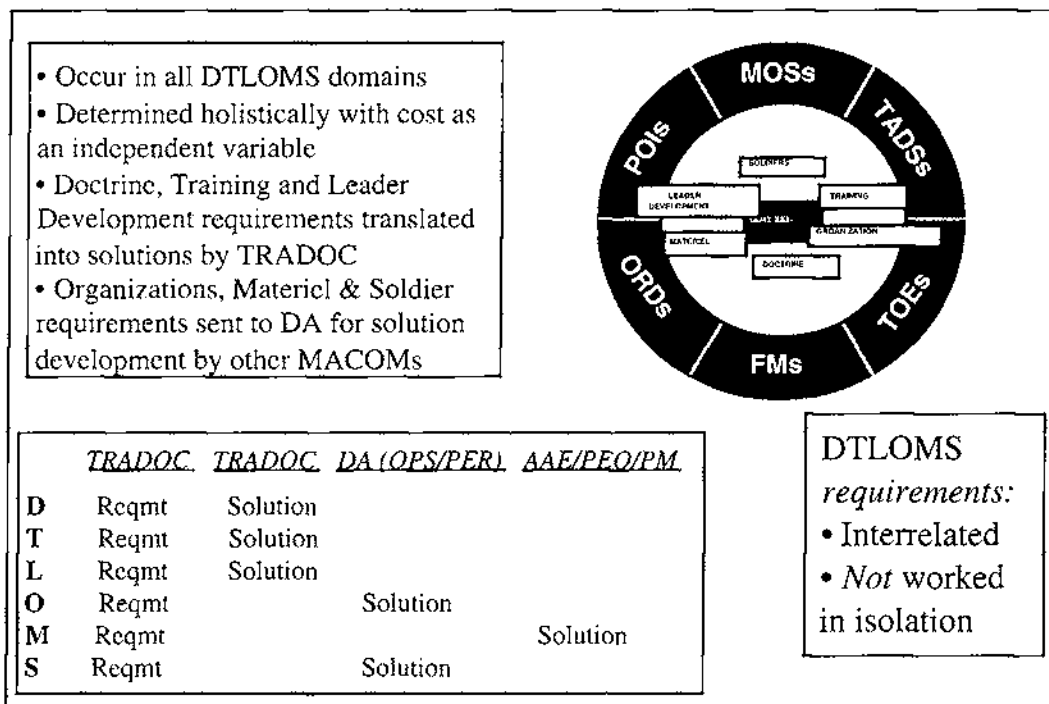 • Occur in all DTLOMS domains
• Determined holistically with cost as
an independent variable
• Doctrine, Training and Leader
Development requirements translated
into solutions by TRADOC
• Organizations, Materiel & Soldier
requirements sent to DA for solution
development by other MACOMs
MOSs
POIs
TADSs
SOLDIERS
LEADER
DEVELOPMENT
TRAINING
ORGANIZATION
MATERIEL
DOCTRINE
ORDs
TOEs
FMs
TRADOC TRADOC DA (OPS/PER) AAE/PEO/PM
D Reqmt Solution
T Reqmt Solution
L Reqmt Solution
O Reqmt Solution
M Reqmt Solution
S Reqmt Solution
DTLOMS
requirements:
• Interrelated
• Not worked
in isolation